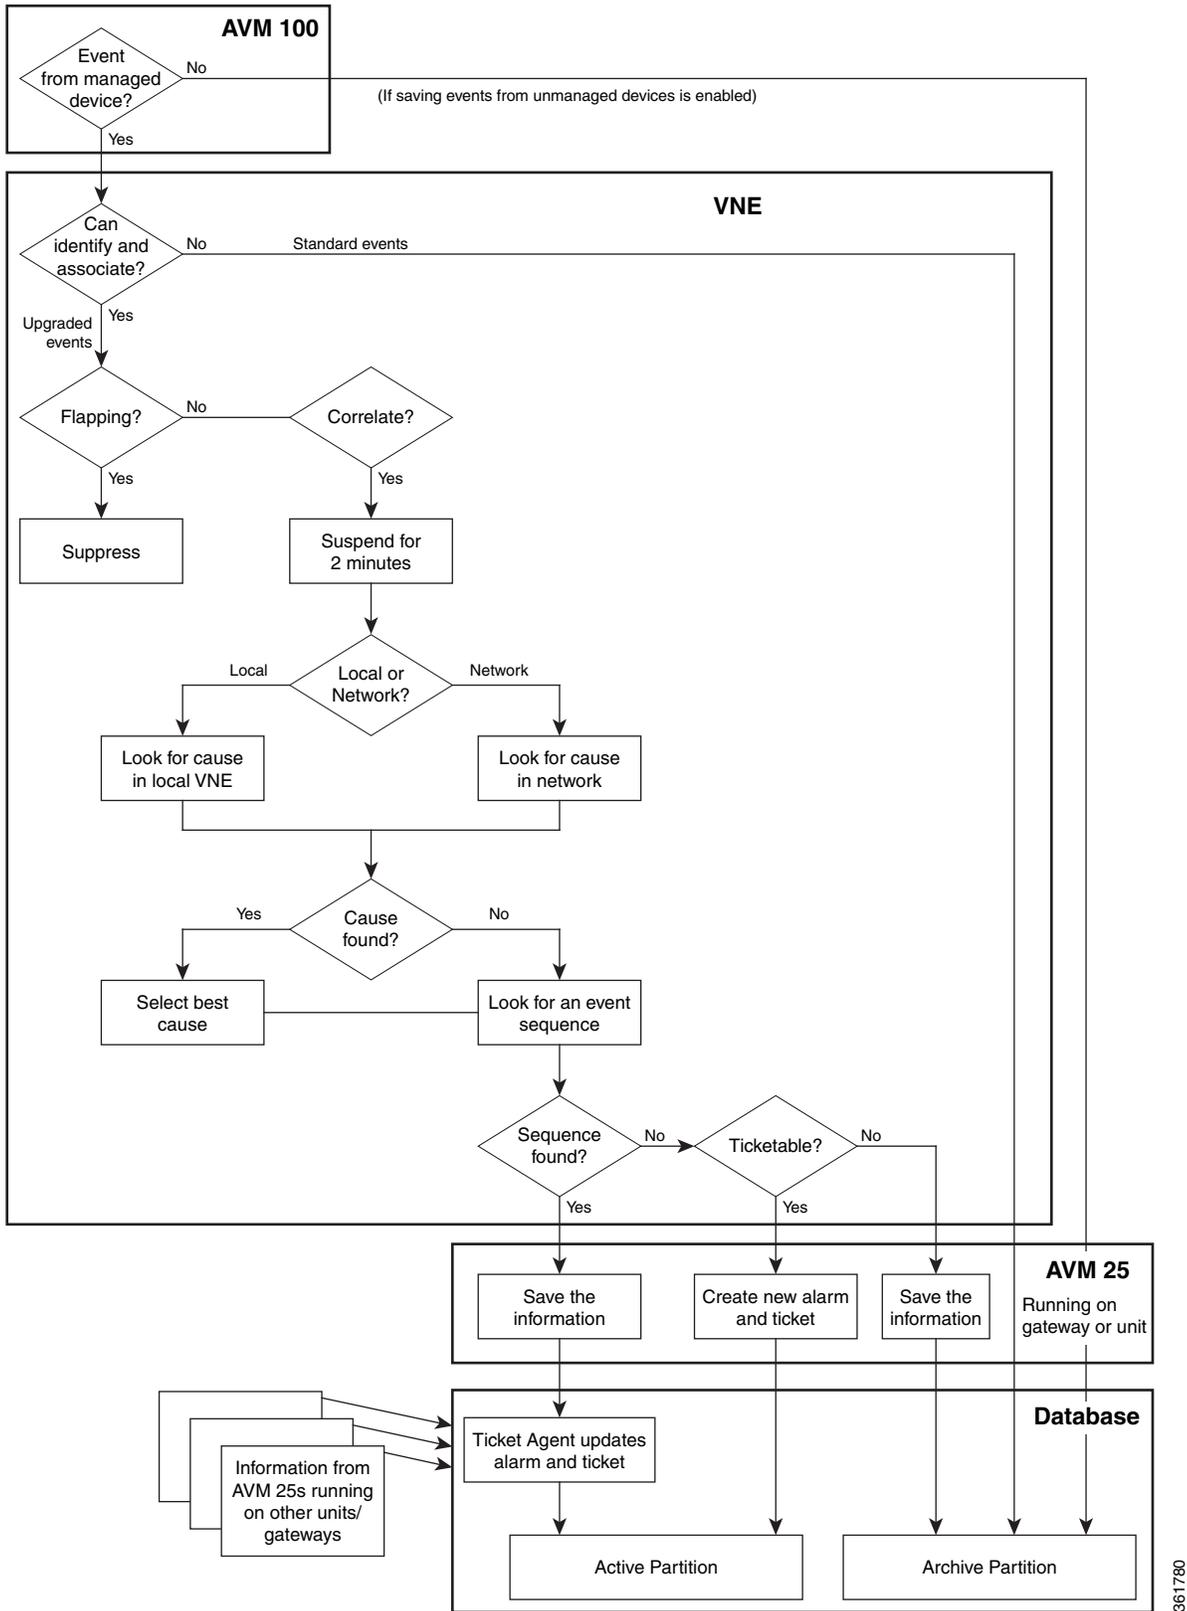 AVM 100
Event
from managed
device?
No
(If saving events from unmanaged devices is enabled)
Yes
VNE
Can
identify and
associate?
No
Standard events
Yes
Upgraded
events
Flapping?
No
Correlate?
Yes
Yes
Suppress
Suspend for
2 minutes
Local
Local or
Network?
Network
Look for cause
in local VNE
Look for cause
in network
Yes
Cause
found?
No
Select best
cause
Look for an event
sequence
Sequence
found?
No
Ticketable?
No
Yes
Yes
AVM 25
Save the
information
Create new alarm
and ticket
Save the
information
Running on
gateway or unit
Database
Ticket Agent updates
alarm and ticket
Information from
AVM 25s running
on other units/
gateways
Active Partition
Archive Partition
361780